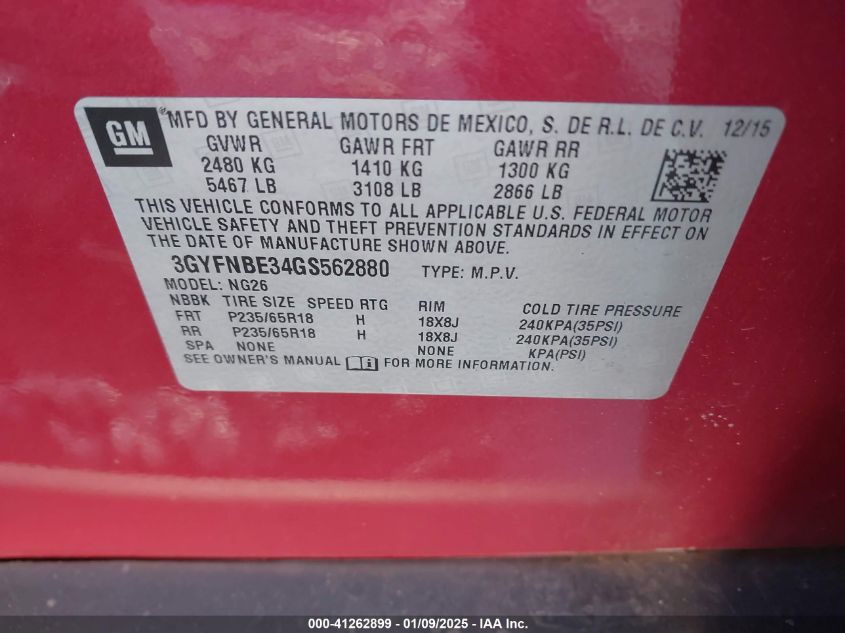 GM
® MFD BY GENERAL MOTORS DE MEXICO, S. DE R.L. DE C.V. 12/15
GVWR GAWR FRT GAWR RR
2480 KG 1410 KG 1300 KG
5467 LB 3108 LB 2866 LB
THIS VEHICLE CONFORMS TO ALL APPLICABLE U.S. FEDERAL MOTOR
VEHICLE SAFETY AND THEFT PREVENTION STANDARDS IN EFFECT ON
THE DATE OF MANUFACTURE SHOWN ABOVE.
3GYFNBE34GS562880 TYPE: M.P.V.
MODEL: NG26
NBBK TIRE SIZE SPEED RTG RIM COLD TIRE PRESSURE
FRT P235/65R18 H 18X8J 240KPA(35PSI)
RR P235/65R18 H 18X8J 240KPA(35PSI)
SPA NONE NONE KPA(PSI)
SEE OWNER'S MANUAL FOR MORE INFORMATION.
000-41262899 - 01/09/2025 - IAA Inc.